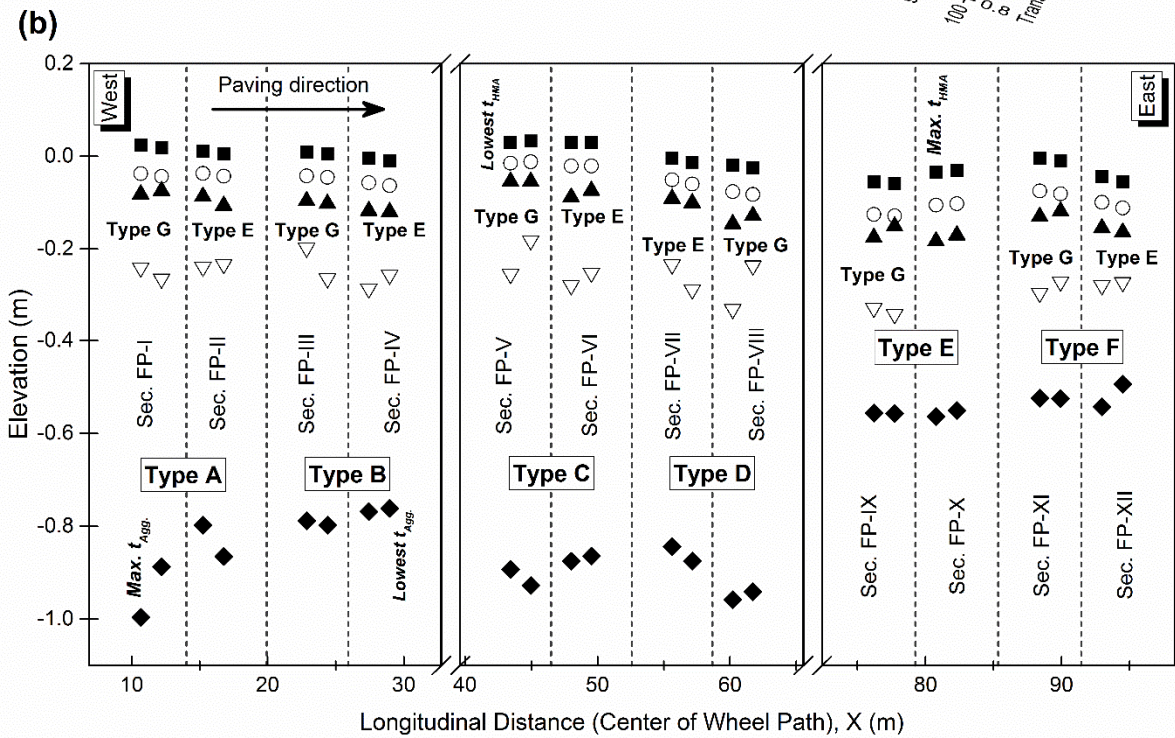 (b)
100
0.8
0.2
0.0
-0.2
-0.4
-0.6
-0.8
-1.0
Elevation (m)
West
Paving direction
East
Lowest tHMA
Max. tHMA
Type G
Type E
Type G
Type E
Type G
Type E
Type E
Type G
Type G
Type G
Type E
Sec. FP-I
Sec. FP-II
Sec. FP-III
Sec. FP-IV
Sec. FP-V
Sec. FP-VI
Sec. FP-VII
Sec. FP-VIII
Type E
Type F
Type A
Type B
Type C
Type D
Max. tAgg.
Lowest tAgg.
Sec. FP-IX
Sec. FP-X
Sec. FP-XI
Sec. FP-XII
10
20
30
40
50
60
80
90
Longitudinal Distance (Center of Wheel Path), X (m)